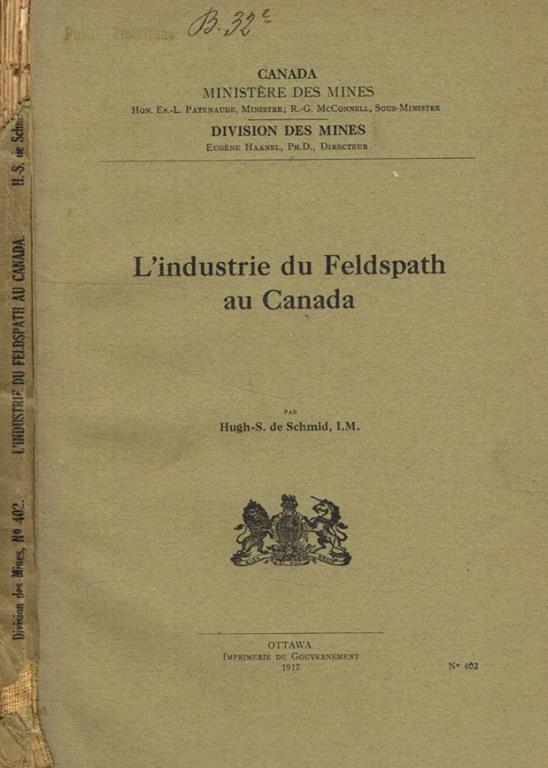 B. 32e
CANADA
MINISTÈRE DES MINES
HON. ES.-L. PATENAUDE, MINISTRE; R.-G. MCCONNELL, SOUS-MINISTRE
DIVISION DES MINES
EUGÈNE HAANEL, PH.D., DIRECTEUR
L'industrie du Feldspath
au Canada
PAR
Hugh-S. de Schmid, I.M.
OTTAWA
IMPRIMERIE DU GOUVERNEMENT
1917
No 402
Division des Mines, No 402. L'INDUSTRIE DU FELDSPATH AU CANADA. H.-S. de Schm